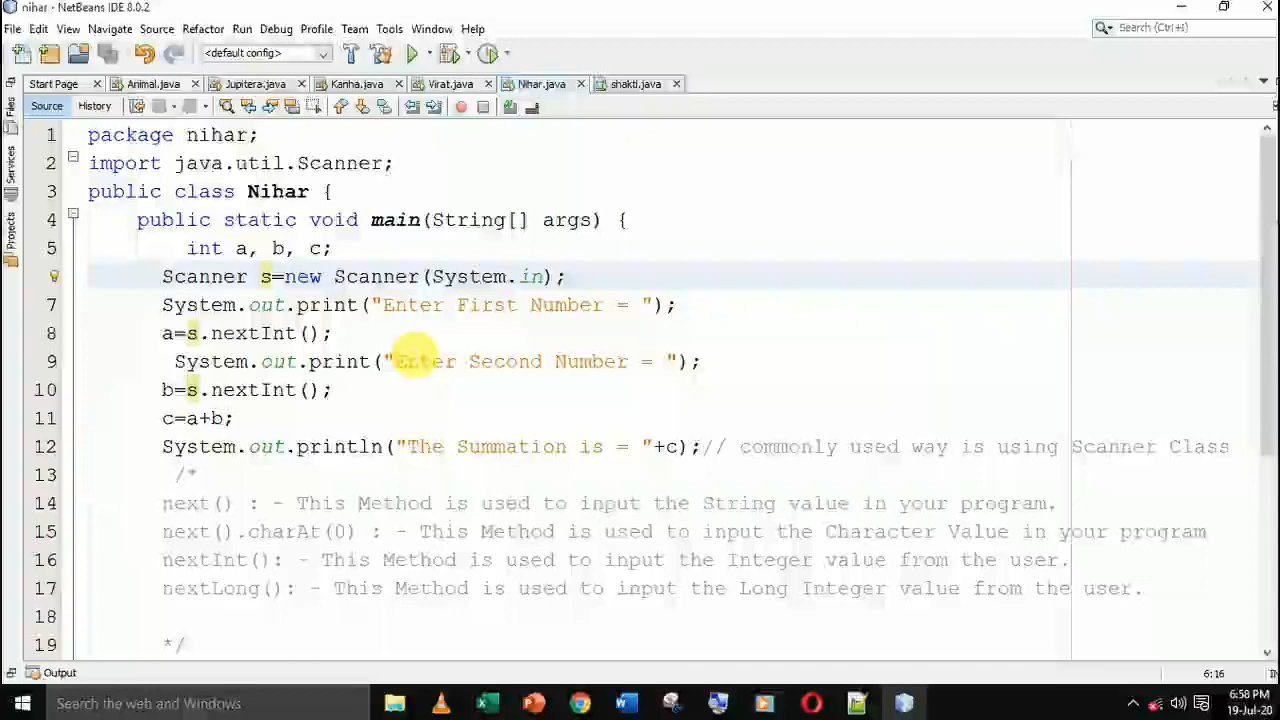 nihar - NetBeans IDE 8.0.2
File Edit View Navigate Source Refactor Run Debug Profile Team Tools Window Help
Search (Ctrl+I)
<default config>
Start Page Animal.java Jupitera.java Kanha.java Virat.java Nihar.java shakti.java
Source History
Files
Services
Projects
1 package nihar;
2 import java.util.Scanner;
3 public class Nihar {
4 public static void main(String[] args) {
5 int a, b, c;
6 Scanner s=new Scanner(System.in);
7 System.out.print("Enter First Number = ");
8 a=s.nextInt();
9 System.out.print("Enter Second Number = ");
10 b=s.nextInt();
11 c=a+b;
12 System.out.println("The Summation is = "+c);// commonly used way is using Scanner Class
13 /*
14 next() : - This Method is used to input the String value in your program.
15 next().charAt(0) : - This Method is used to input the Character Value in your program
16 nextInt(): - This Method is used to input the Integer value from the user.
17 nextLong(): - This Method is used to input the Long Integer value from the user.
18
19 */
Output
6:16
Search the web and Windows
6:58 PM
19-Jul-20